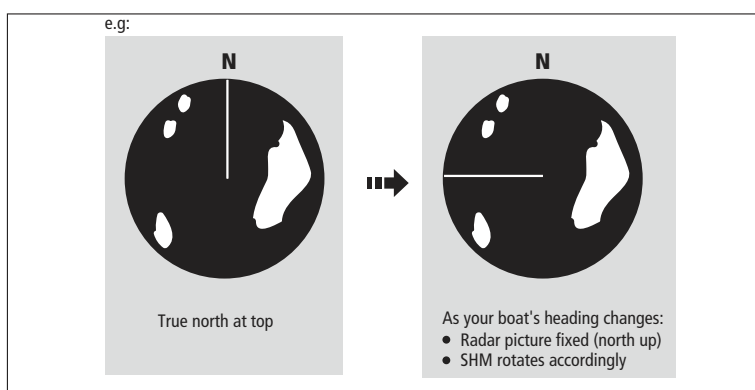 e.g:
N
True north at top
N
As your boat's heading changes:
● Radar picture fixed (north up)
● SHM rotates accordingly